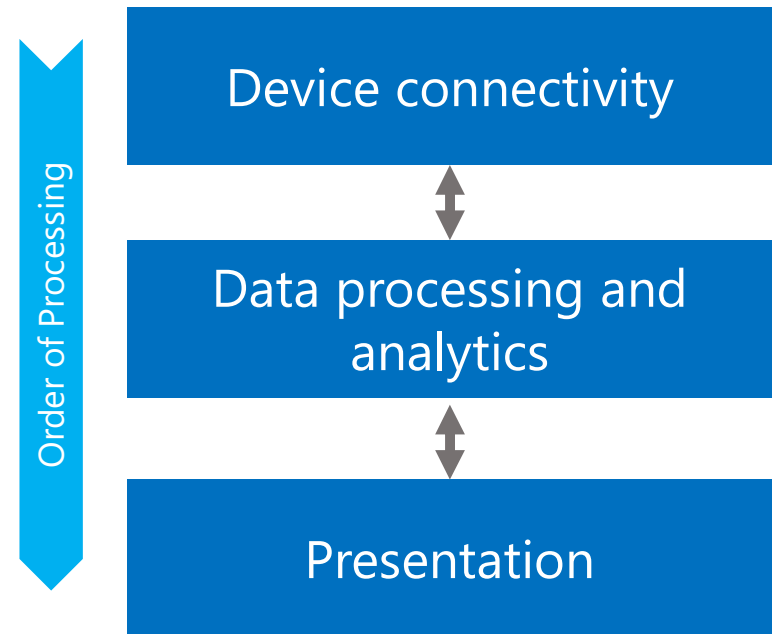 Order of Processing
Device connectivity
Data processing and
analytics
Presentation